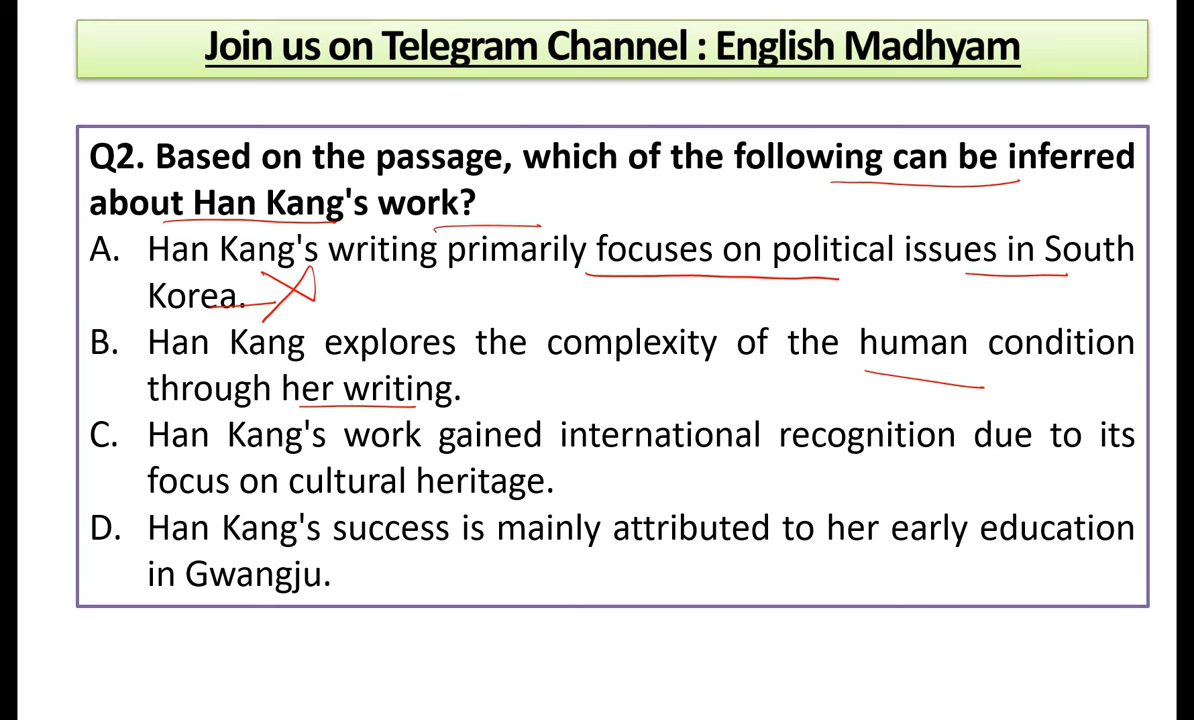 Join us on Telegram Channel : English Madhyam
Q2. Based on the passage, which of the following can be inferred
about Han Kang's work?
A. Han Kang's writing primarily focuses on political issues in South
Korea.
B. Han Kang explores the complexity of the human condition
through her writing.
C. Han Kang's work gained international recognition due to its
focus on cultural heritage.
D. Han Kang's success is mainly attributed to her early education
in Gwangju.